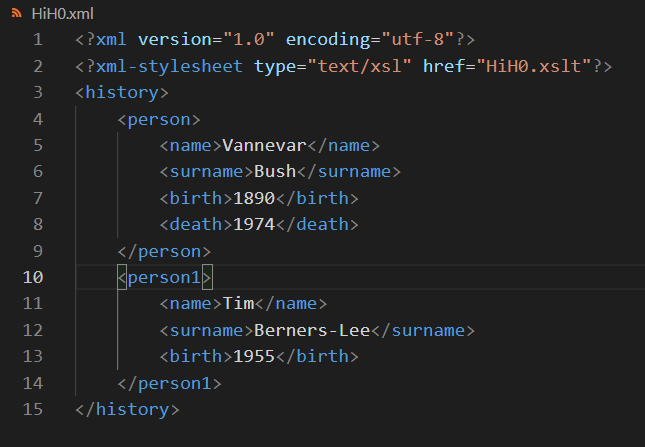 HiH0.xml
1 <?xml version="1.0" encoding="utf-8"?>
2 <?xml-stylesheet type="text/xsl" href="HiH0.xslt"?>
3 <history>
4     <person>
5         <name>Vannevar</name>
6         <surname>Bush</surname>
7         <birth>1890</birth>
8         <death>1974</death>
9     </person>
10     <person1>
11         <name>Tim</name>
12         <surname>Berners-Lee</surname>
13         <birth>1955</birth>
14     </person1>
15 </history>